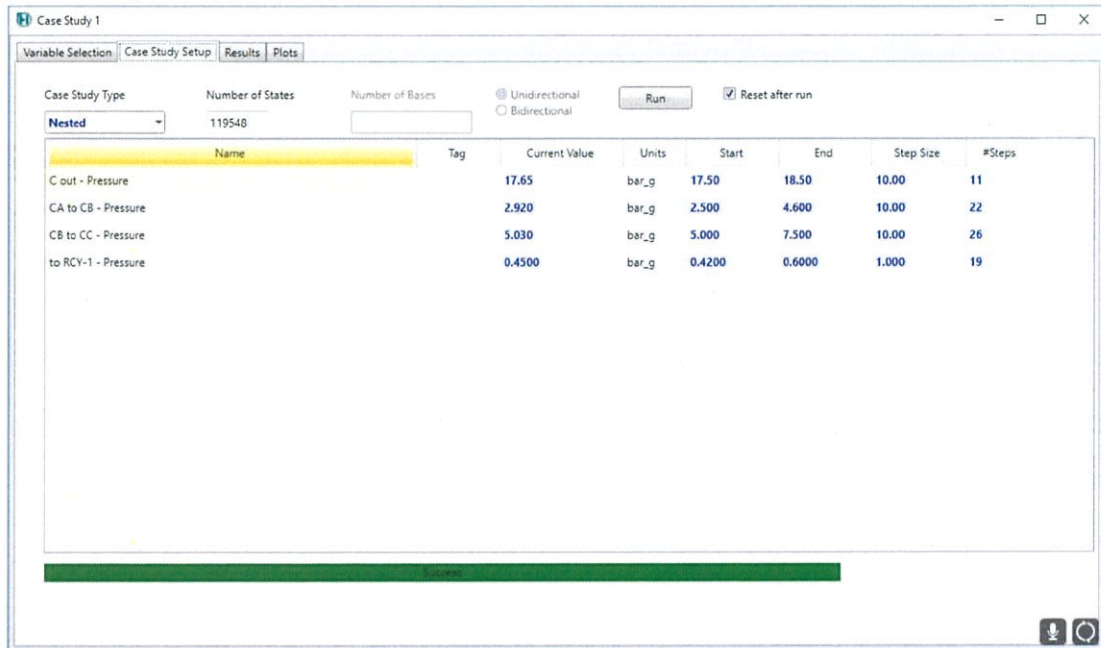 Case Study 1
Variable Selection Case Study Setup Results Plots
Case Study Type Number of States Number of Bases Unidirectional Run Reset after run
Nested 119548 Bidirectional
Name Tag Current Value Units Start End Step Size #Steps
C out - Pressure 17.65 bar_g 17.50 18.50 10.00 11
CA to CB - Pressure 2.920 bar_g 2.500 4.600 10.00 22
CB to CC - Pressure 5.030 bar_g 5.000 7.500 10.00 26
to RCY-1 - Pressure 0.4500 bar_g 0.4200 0.6000 1.000 19
Success